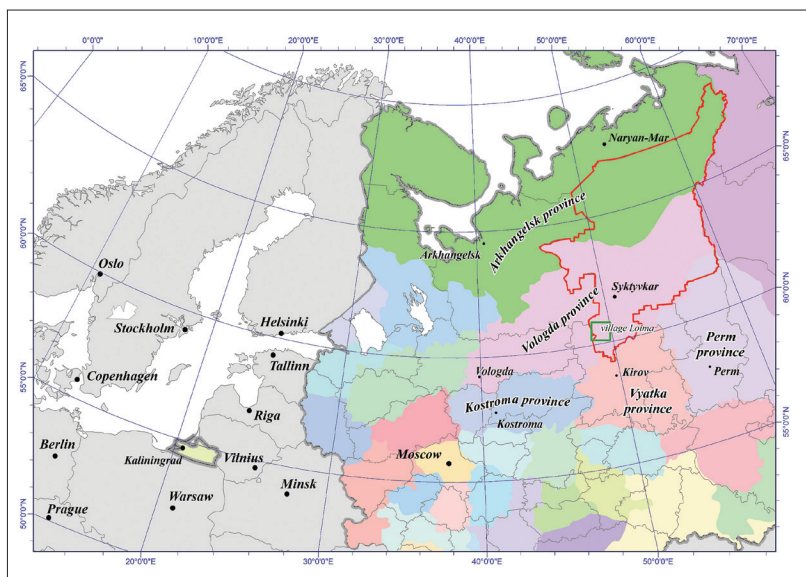 0°'0"E
10°0'0"E
20°0'0"E
30°0'0"E
40°0'0"E
50°0'0"E
60°0'0"E
70°0'0"E
65°0'0"N
65°0'0"N
Naryan-Mar
Arkhangelsk province
Arkhangelsk
60°0'0"N
60°0'0"N
Oslo
Syktyvkar
Stockholm
Helsinki
Vologda province
village Loima
Tallinn
Perm
province
55°0'0"N
Copenhagen
Vologda
Kirov
Perm
Vyatka
province
Kostroma province
Riga
Kostroma
55°0'0"N
Berlin
Kaliningrad
Vilnius
Moscow
Minsk
Warsaw
Prague
50°0'0"N
50°0'0"N
20°0'0"E
30°0'0"E
40°0'0"E
50°0'0"E